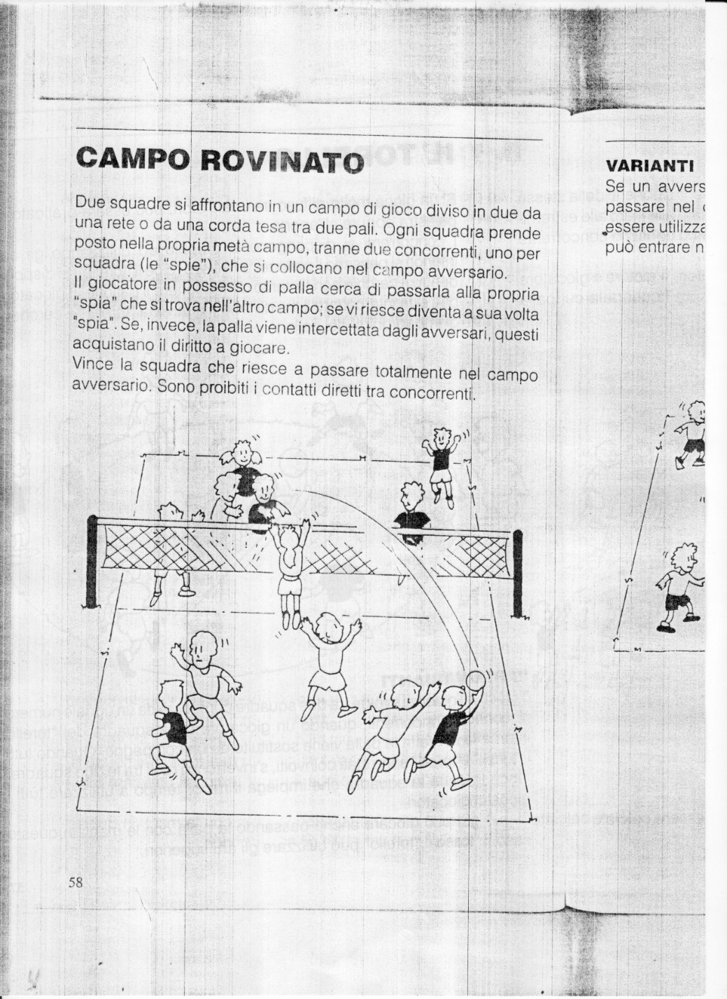 CAMPO ROVINATO
Due squadre si affrontano in un campo di gioco diviso in due da
una rete o da una corda tesa tra due pali. Ogni squadra prende
posto nella propria metà campo, tranne due concorrenti, uno per
squadra (le "spie"), che si collocano nel campo avversario.
Il giocatore in possesso di palla cerca di passarla alla propria
"spia" che si trova nell'altro campo; se vi riesce diventa a sua volta
"spia". Se, invece, la palla viene intercettata dagli avversari, questi
acquistano il diritto a giocare.
Vince la squadra che riesce a passare totalmente nel campo
avversario. Sono proibiti i contatti diretti tra concorrenti.
58
VARIANTI
Se un avvers
passare nel
essere utilizza
può entrare n